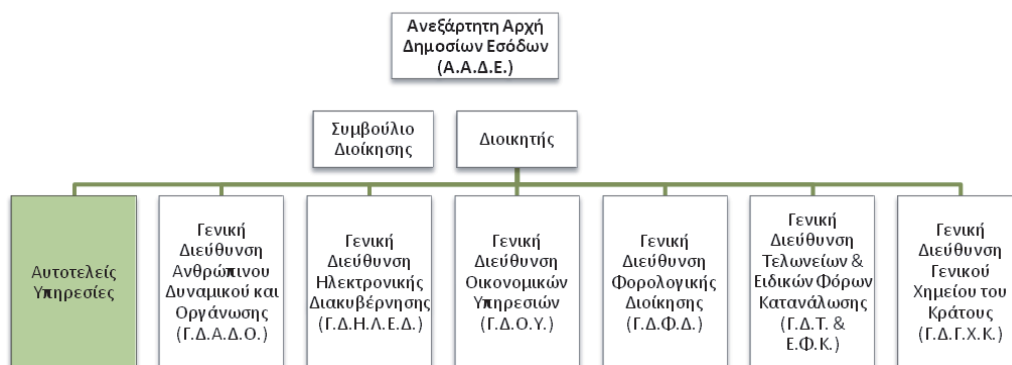 Ανεξάρτητη Αρχή
Δημοσίων Εσόδων
(Α.Α.Δ.Ε.)
Συμβούλιο
Διοίκησης
Διοικητής
Αυτοτελείς
Υπηρεσίες
Γενική
Διεύθυνση
Ανθρώπινου
Δυναμικού και
Οργάνωσης
(Γ.Δ.Α.Δ.Ο.)
Γενική
Διεύθυνση
Ηλεκτρονικής
Διακυβέρνησης
(Γ.Δ.Η.Λ.Ε.Δ.)
Γενική
Διεύθυνση
Οικονομικών
Υπηρεσιών
(Γ.Δ.Ο.Υ.)
Γενική
Διεύθυνση
Φορολογικής
Διοίκησης
(Γ.Δ.Φ.Δ.)
Γενική
Διεύθυνση
Τελωνείων &
Ειδικών Φόρων
Κατανάλωσης
(Γ.Δ.Τ. &
Ε.Φ.Κ.)
Γενική
Διεύθυνση
Γενικού
Χημείου του
Κράτους
(Γ.Δ.Γ.Χ.Κ.)